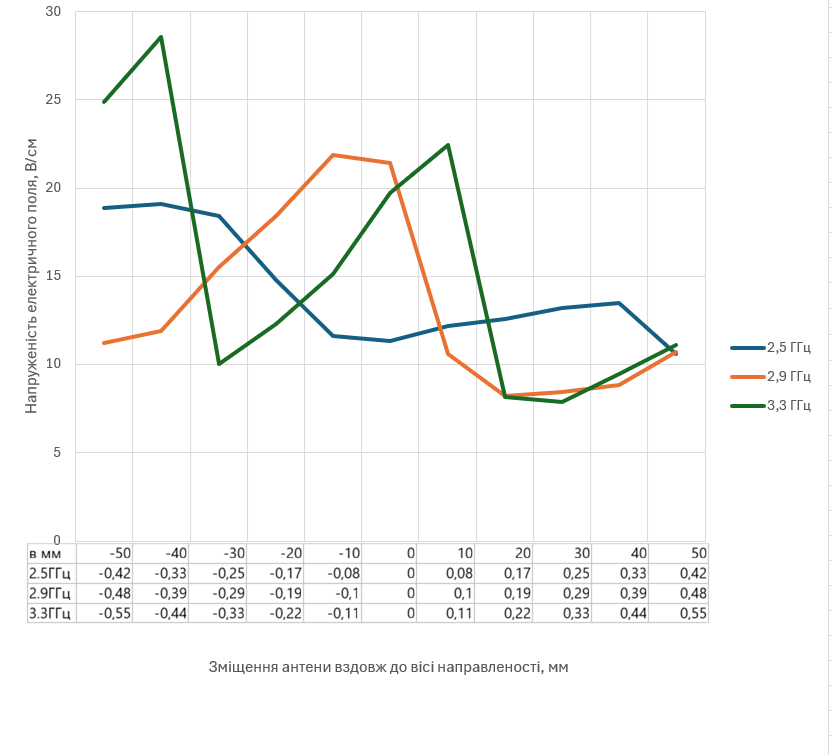 30
25
20
15
10
5
0
Напруженість електричного поля, В/см
2,5 ГГц
2,9 ГГц
3,3 ГГц
в мм -50 -40 -30 -20 -10 0 10 20 30 40 50
2.5ГГц -0,42 -0,33 -0,25 -0,17 -0,08 0 0,08 0,17 0,25 0,33 0,42
2.9ГГц -0,48 -0,39 -0,29 -0,19 -0,1 0 0,1 0,19 0,29 0,39 0,48
3.3ГГц -0,55 -0,44 -0,33 -0,22 -0,11 0 0,11 0,22 0,33 0,44 0,55
Зміщення антени вздовж до вісі направленості, мм